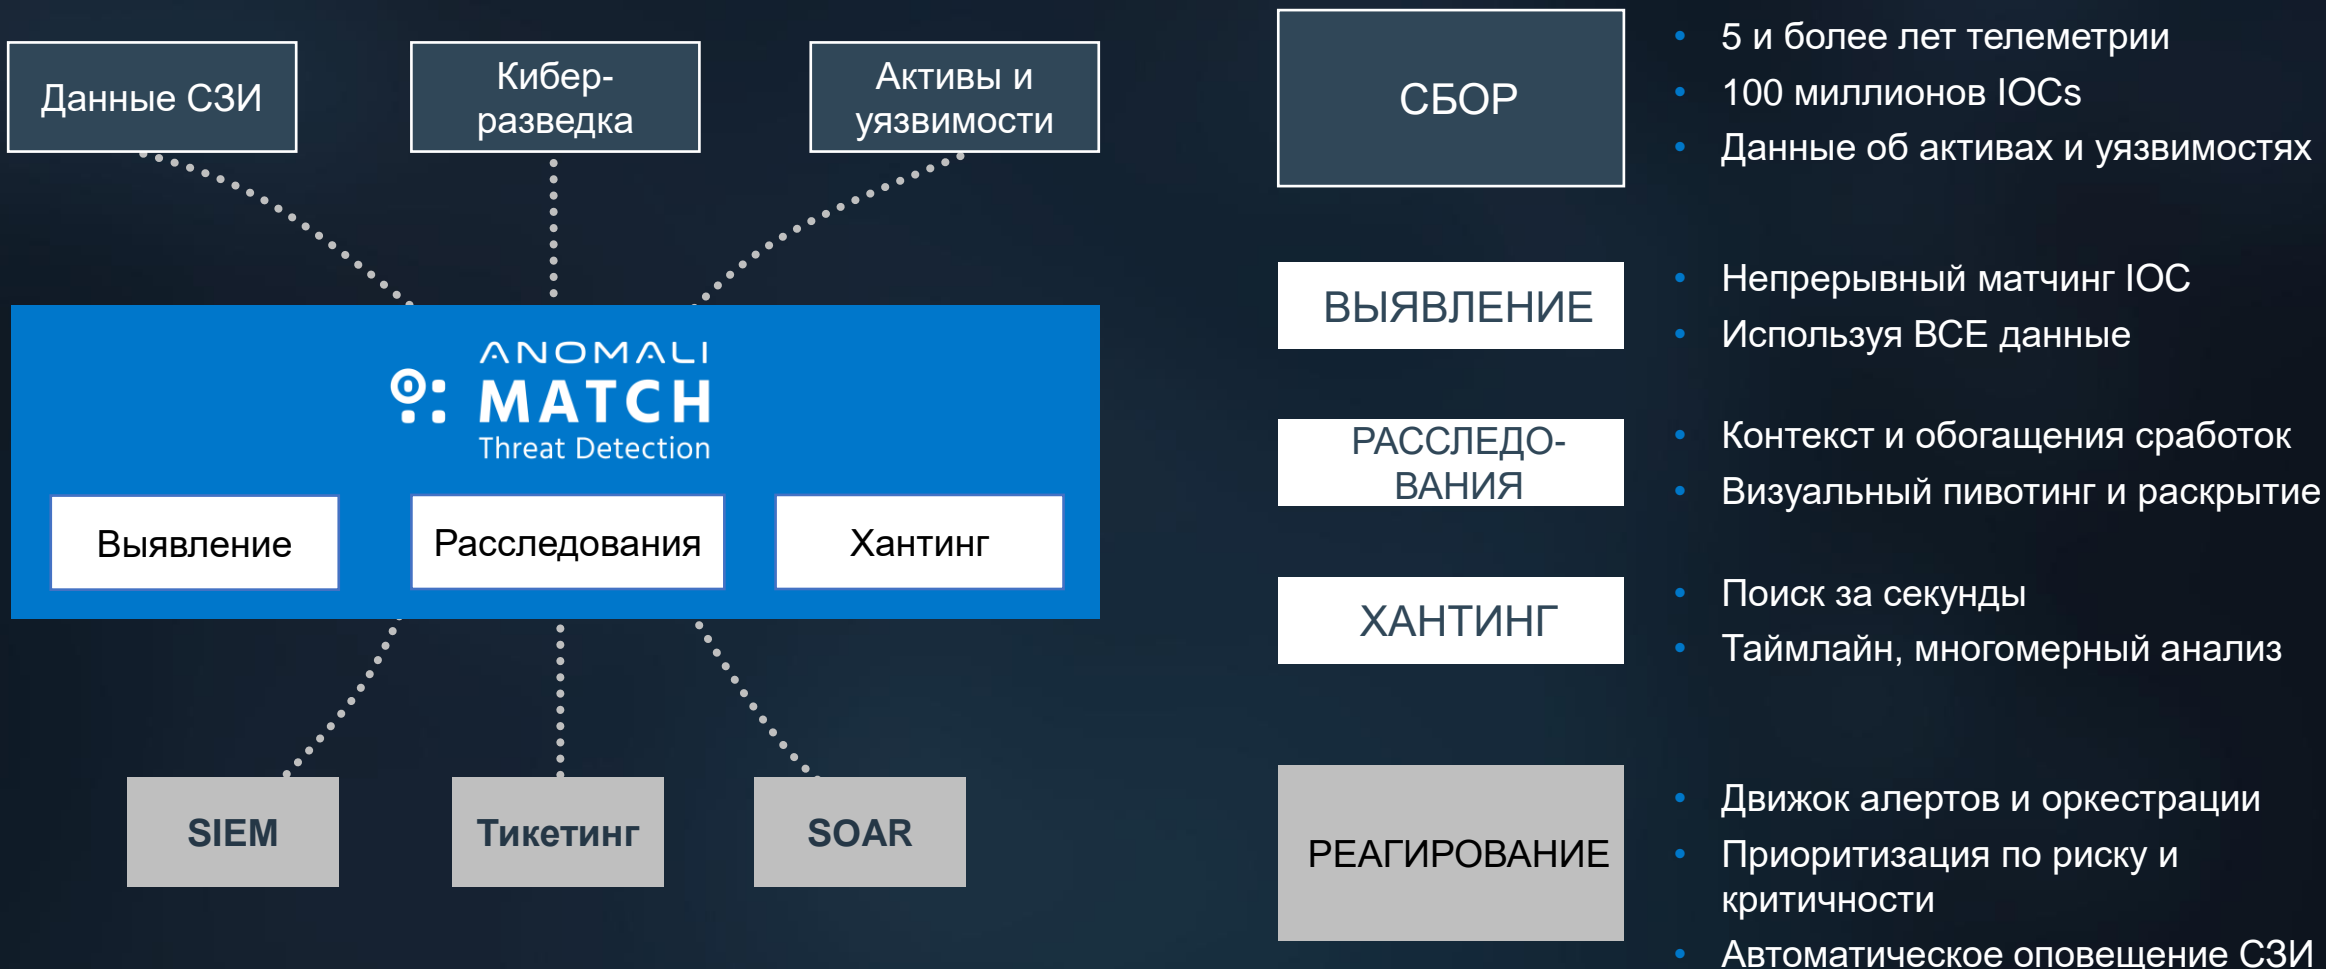 Данные СЗИ
Кибер-
разведка
Активы и
уязвимости
ANOMALI
MATCH
Threat Detection
Выявление
Расследования
Хантинг
SIEM
Тикетинг
SOAR
СБОР
• 5 и более лет телеметрии
• 100 миллионов IOCs
• Данные об активах и уязвимостях
ВЫЯВЛЕНИЕ
• Непрерывный матчинг IOC
• Используя ВСЕ данные
РАССЛЕДО-
ВАНИЯ
• Контекст и обогащения сработок
• Визуальный пивотинг и раскрытие
ХАНТИНГ
• Поиск за секунды
• Таймлайн, многомерный анализ
РЕАГИРОВАНИЕ
• Движок алертов и оркестрации
• Приоритизация по риску и
критичности
• Автоматическое оповещение СЗИ